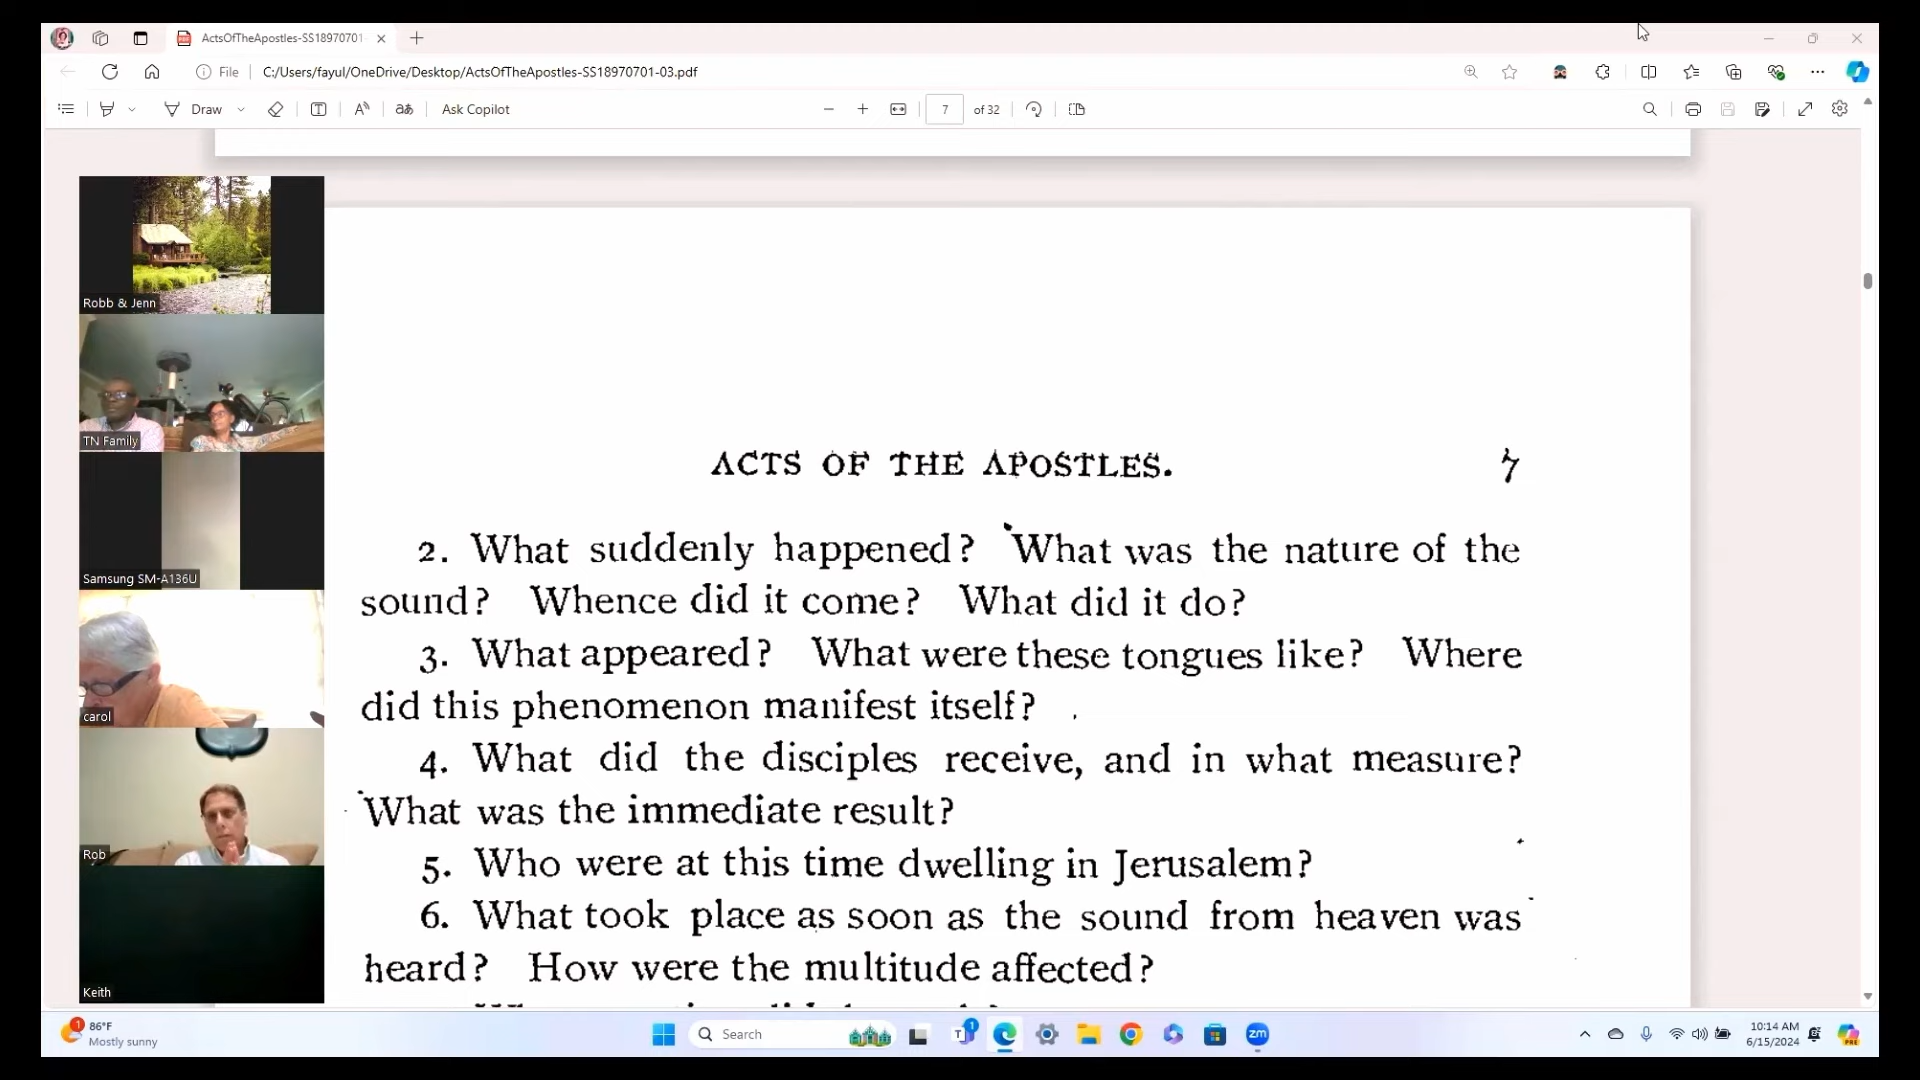 ActsOfTheApostles-SS18970701
File
C:/Users/fayul/OneDrive/Desktop/ActsOfTheApostles-SS18970701-03.pdf
Draw
Ask Copilot
7 of 32
Robb & Jenn
TN Family
Samsung SM-A136U
carol
Rob
Keith
ACTS OF THE APOSTLES. 7
2. What suddenly happened? What was the nature of the
sound? Whence did it come? What did it do?
3. What appeared? What were these tongues like? Where
did this phenomenon manifest itself?
4. What did the disciples receive, and in what measure?
What was the immediate result?
5. Who were at this time dwelling in Jerusalem?
6. What took place as soon as the sound from heaven was
heard? How were the multitude affected?
1
86°F
Mostly sunny
Search
1
zm
10:14 AM
6/15/2024
PRE